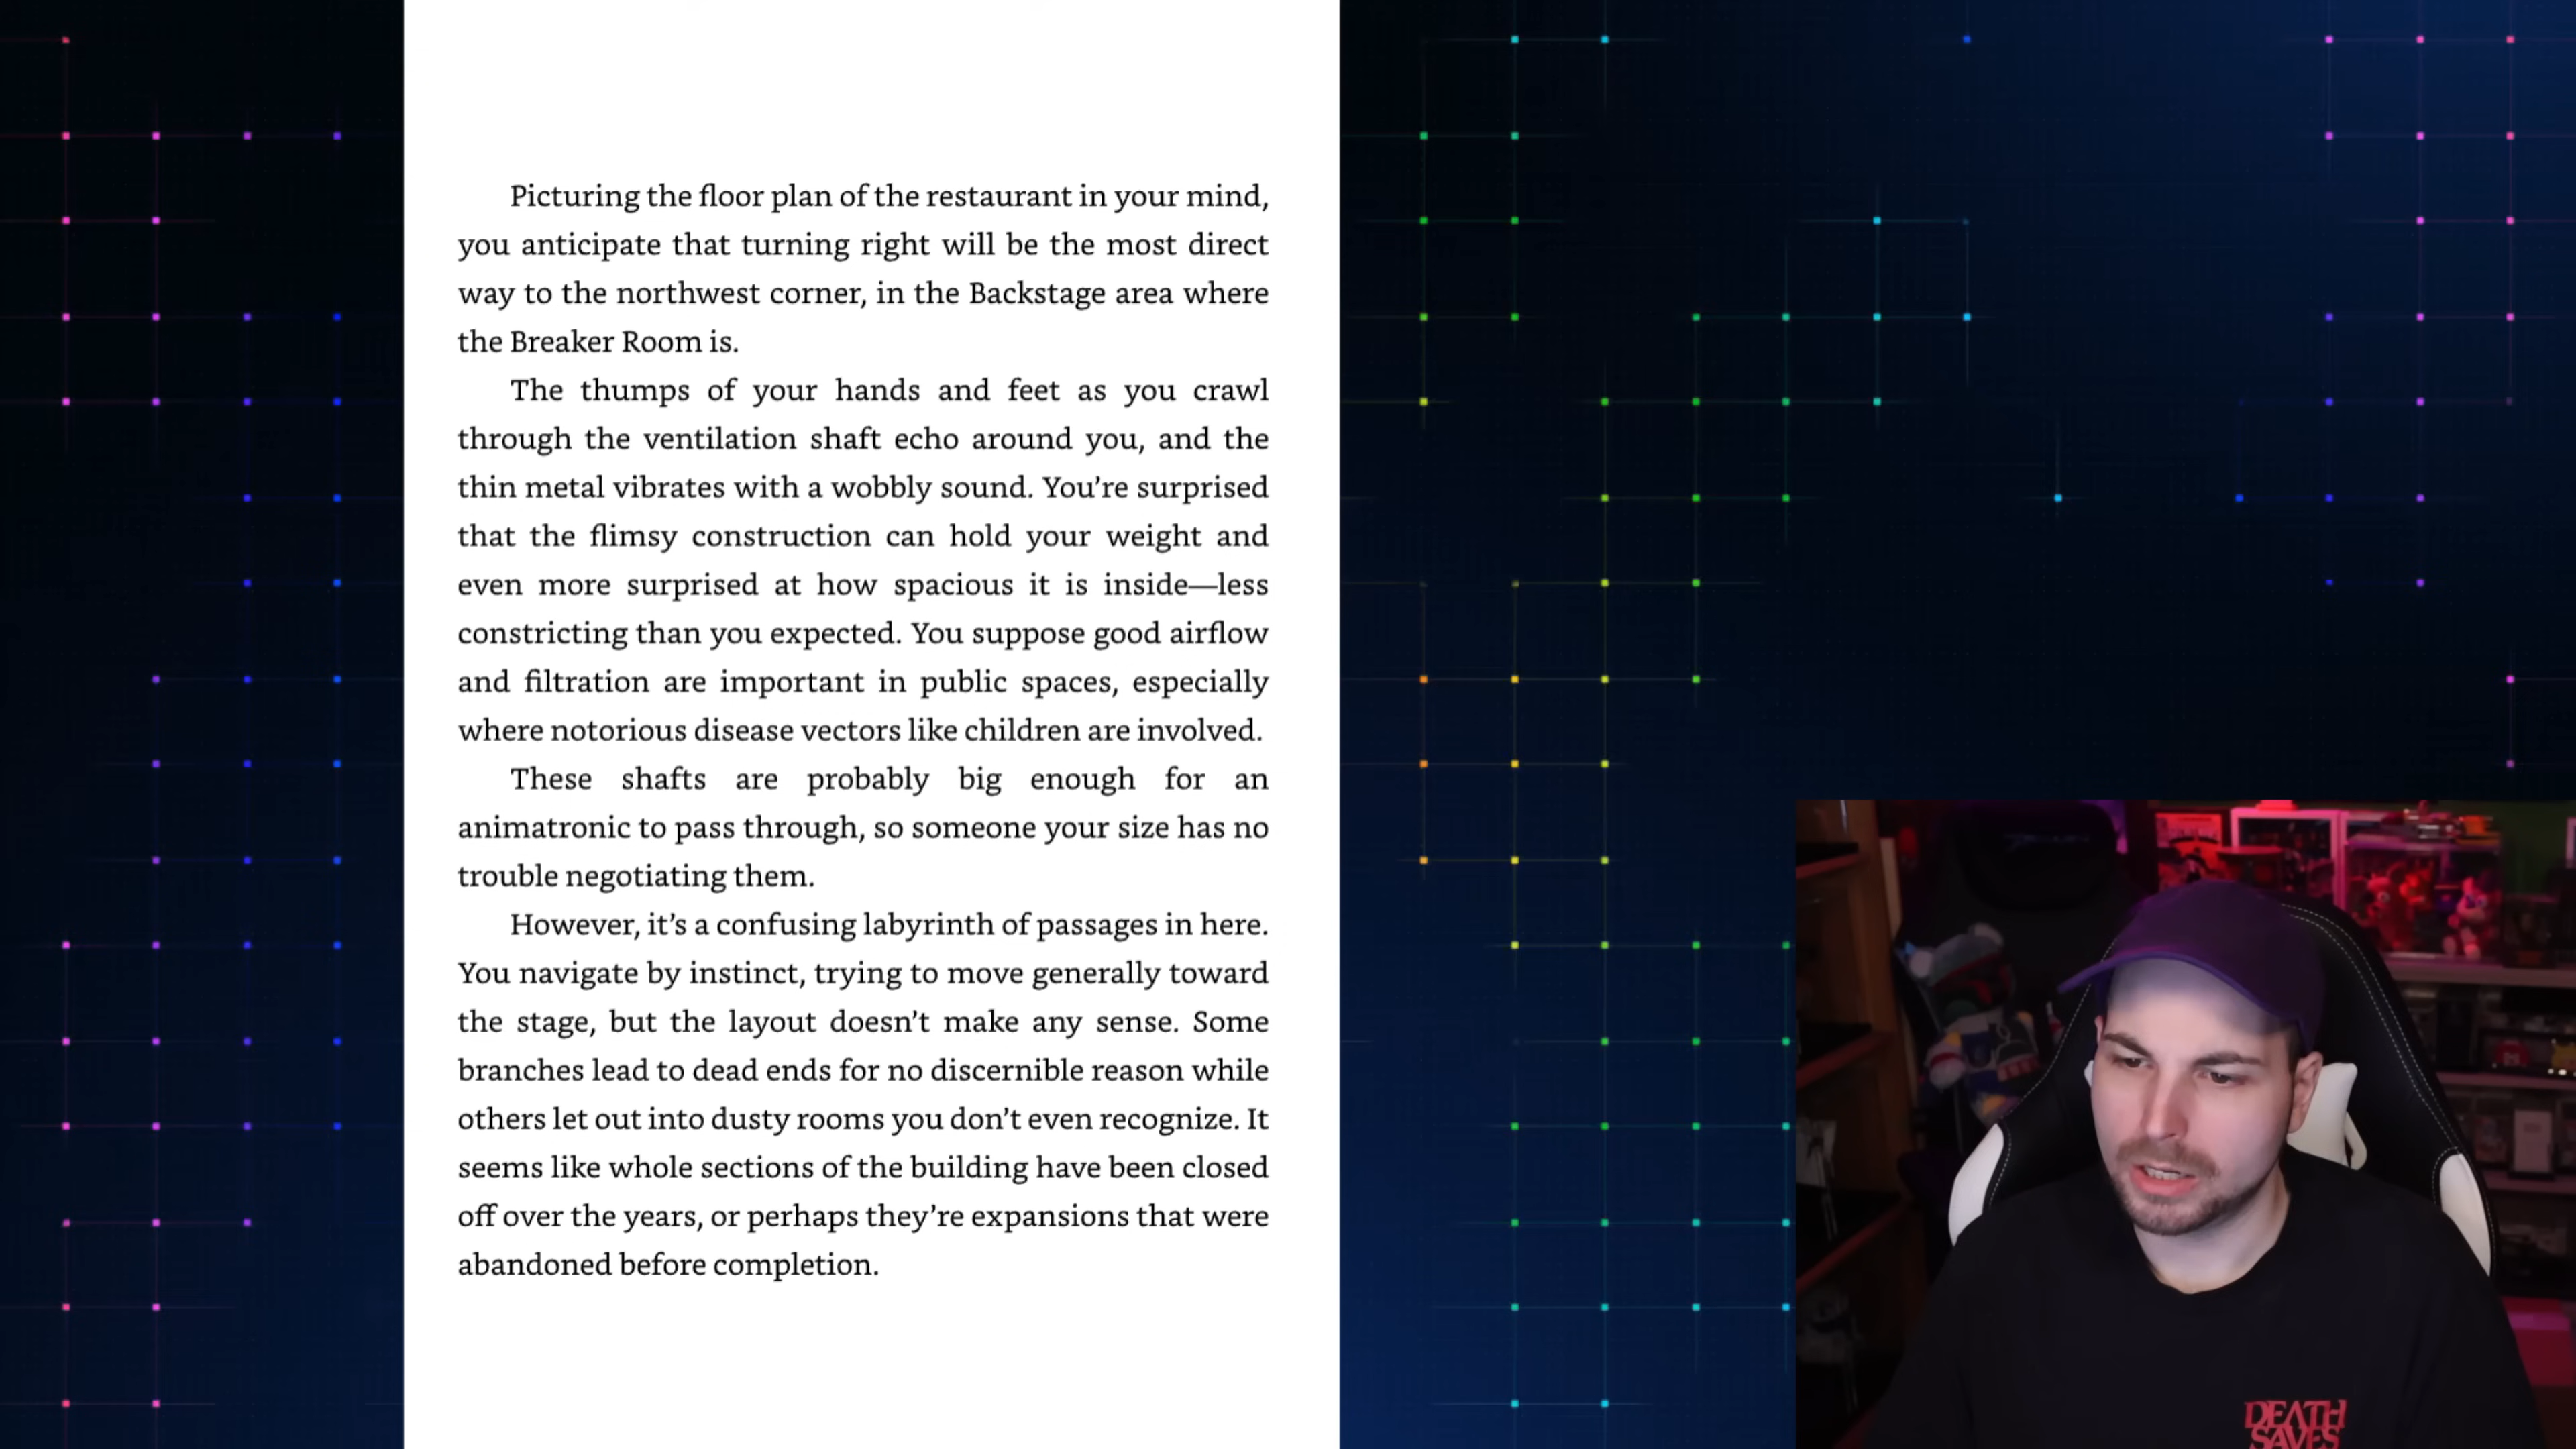 Picturing the floor plan of the restaurant in your mind,
you anticipate that turning right will be the most direct
way to the northwest corner, in the Backstage area where
the Breaker Room is.
The thumps of your hands and feet as you crawl
through the ventilation shaft echo around you, and the
thin metal vibrates with a wobbly sound. You’re surprised
that the flimsy construction can hold your weight and
even more surprised at how spacious it is inside—less
constricting than you expected. You suppose good airflow
and filtration are important in public spaces, especially
where notorious disease vectors like children are involved.
These shafts are probably big enough for an
animatronic to pass through, so someone your size has no
trouble negotiating them.
However, it’s a confusing labyrinth of passages in here.
You navigate by instinct, trying to move generally toward
the stage, but the layout doesn’t make any sense. Some
branches lead to dead ends for no discernible reason while
others let out into dusty rooms you don’t even recognize. It
seems like whole sections of the building have been closed
off over the years, or perhaps they’re expansions that were
abandoned before completion.
DEATH
SAVES